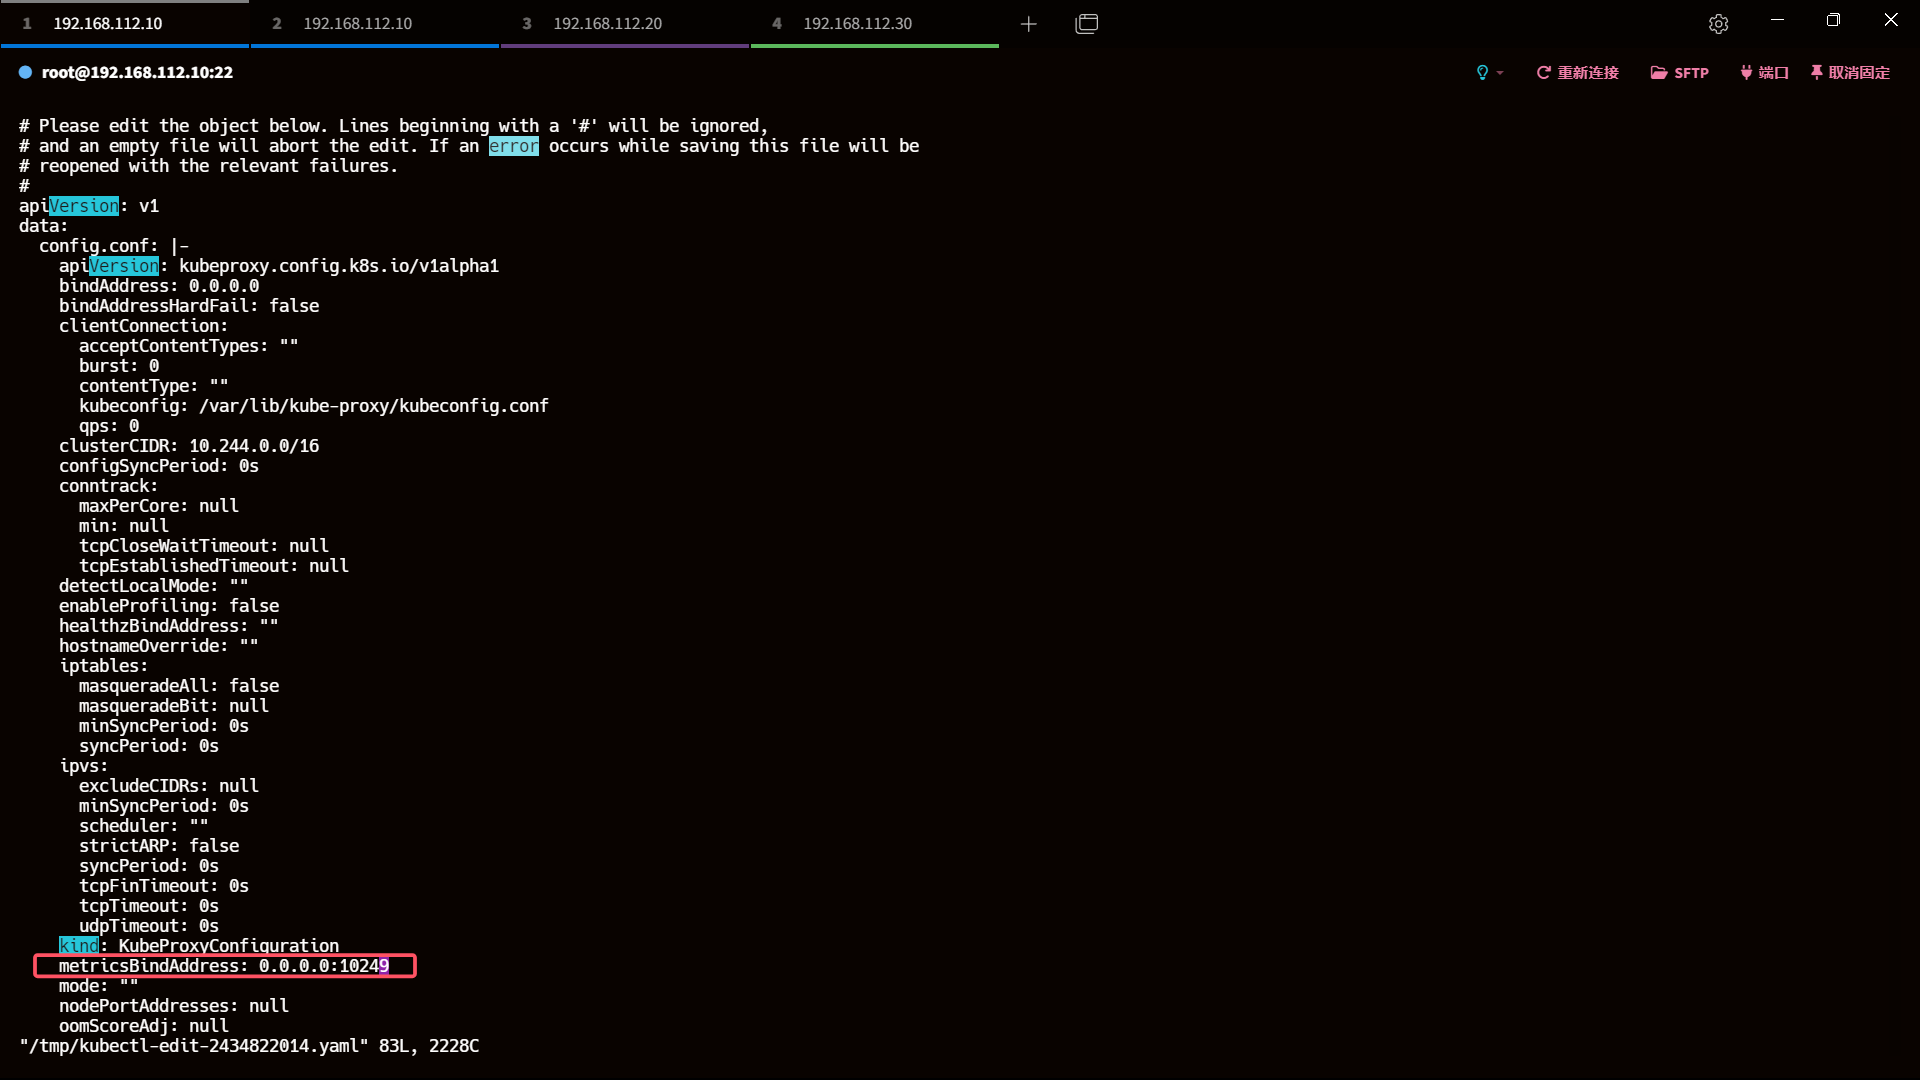 1 192.168.112.10 2 192.168.112.10 3 192.168.112.20 4 192.168.112.30
root@192.168.112.10:22 重新连接 SFTP 端口 取消固定
# Please edit the object below. Lines beginning with a '#' will be ignored,
# and an empty file will abort the edit. If an error occurs while saving this file will be
# reopened with the relevant failures.
#
apiVersion: v1
data:
  config.conf: |-
    apiVersion: kubeproxy.config.k8s.io/v1alpha1
    bindAddress: 0.0.0.0
    bindAddressHardFail: false
    clientConnection:
      acceptContentTypes: ""
      burst: 0
      contentType: ""
      kubeconfig: /var/lib/kube-proxy/kubeconfig.conf
      qps: 0
    clusterCIDR: 10.244.0.0/16
    configSyncPeriod: 0s
    conntrack:
      maxPerCore: null
      min: null
      tcpCloseWaitTimeout: null
      tcpEstablishedTimeout: null
    detectLocalMode: ""
    enableProfiling: false
    healthzBindAddress: ""
    hostnameOverride: ""
    iptables:
      masqueradeAll: false
      masqueradeBit: null
      minSyncPeriod: 0s
      syncPeriod: 0s
    ipvs:
      excludeCIDRs: null
      minSyncPeriod: 0s
      scheduler: ""
      strictARP: false
      syncPeriod: 0s
      tcpFinTimeout: 0s
      tcpTimeout: 0s
      udpTimeout: 0s
    kind: KubeProxyConfiguration
    metricsBindAddress: 0.0.0.0:10249
    mode: ""
    nodePortAddresses: null
    oomScoreAdj: null
"/tmp/kubectl-edit-2434822014.yaml" 83L, 2228C